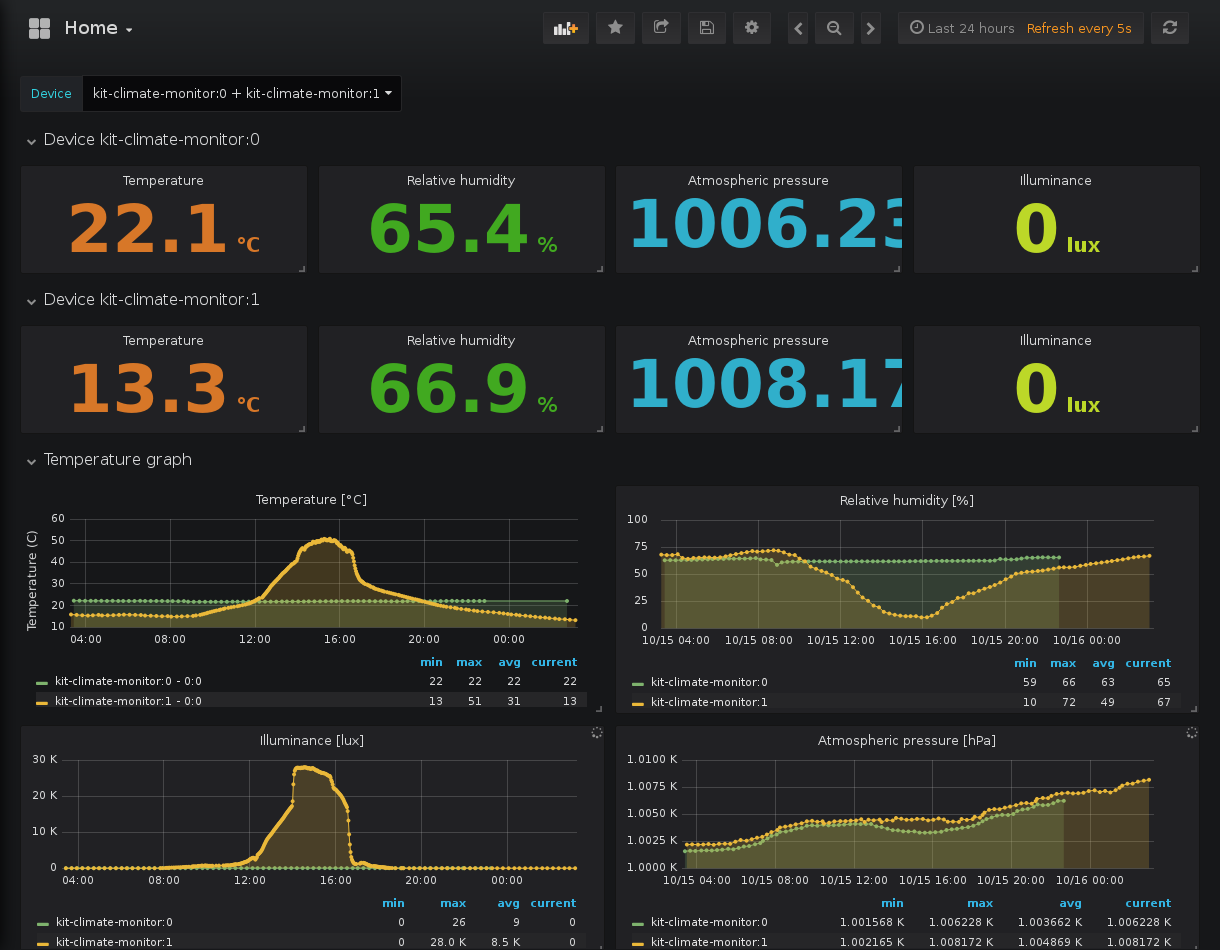 Home
Last 24 hours Refresh every 5s
Device kit-climate-monitor:0 + kit-climate-monitor:1
Device kit-climate-monitor:0
Temperature
22.1 °C
Relative humidity
65.4 %
Atmospheric pressure
1006.23
Illuminance
0 lux
Device kit-climate-monitor:1
Temperature
13.3 °C
Relative humidity
66.9 %
Atmospheric pressure
1008.17
Illuminance
0 lux
Temperature graph
Temperature [°C]
Temperature (C)
60
50
40
30
20
10
04:00 08:00 12:00 16:00 20:00 00:00
min max avg current
kit-climate-monitor:0 - 0:0 22 22 22 22
kit-climate-monitor:1 - 0:0 13 51 31 13
Relative humidity [%]
100
75
50
25
0
10/15 04:00 10/15 08:00 10/15 12:00 10/15 16:00 10/15 20:00 10/16 00:00
min max avg current
kit-climate-monitor:0 59 66 63 65
kit-climate-monitor:1 10 72 49 67
Illuminance [lux]
30 K
20 K
10 K
0
04:00 08:00 12:00 16:00 20:00 00:00
min max avg current
kit-climate-monitor:0 0 26 9 0
kit-climate-monitor:1 0 28.0 K 8.5 K 0
Atmospheric pressure [hPa]
1.0100 K
1.0075 K
1.0050 K
1.0025 K
1.0000 K
10/15 04:00 10/15 08:00 10/15 12:00 10/15 16:00 10/15 20:00 10/16 00:00
min max avg current
kit-climate-monitor:0 1.001568 K 1.006228 K 1.003662 K 1.006228 K
kit-climate-monitor:1 1.002165 K 1.008172 K 1.004869 K 1.008172 K